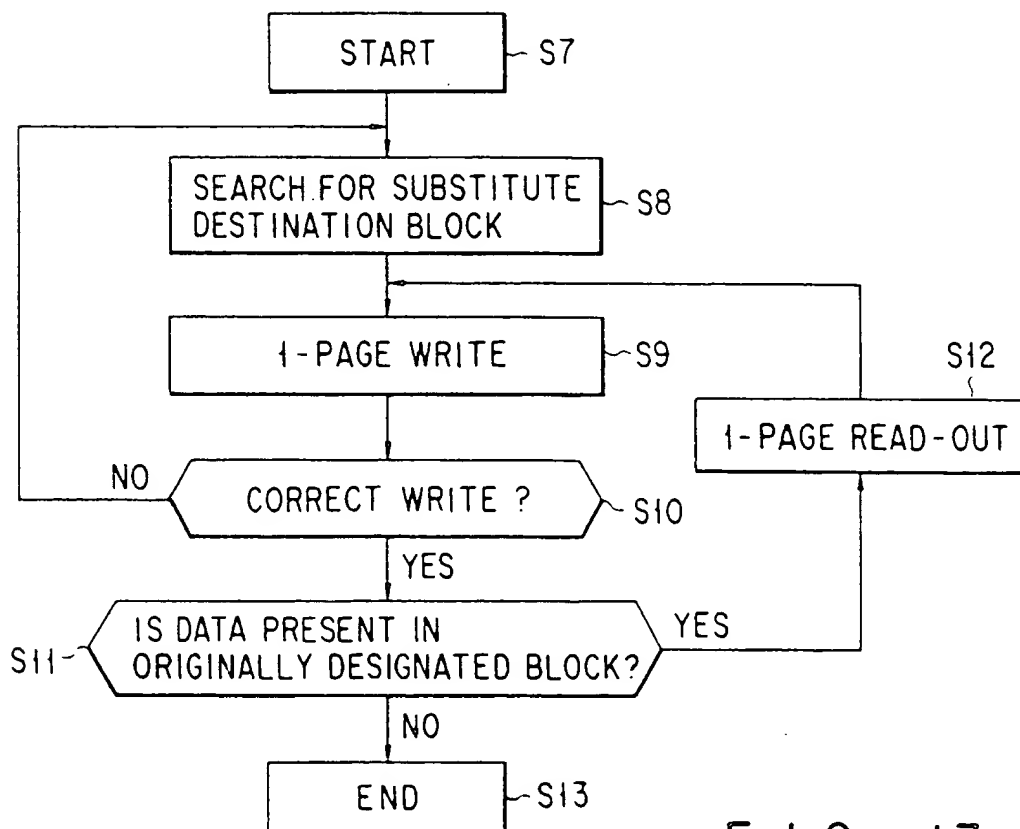 START
S7
SEARCH FOR SUBSTITUTE
DESTINATION BLOCK
S8
1-PAGE WRITE
S9
S12
1-PAGE READ-OUT
NO
CORRECT WRITE ?
S10
YES
IS DATA PRESENT IN
ORIGINALLY DESIGNATED BLOCK?
YES
S11
NO
END
S13